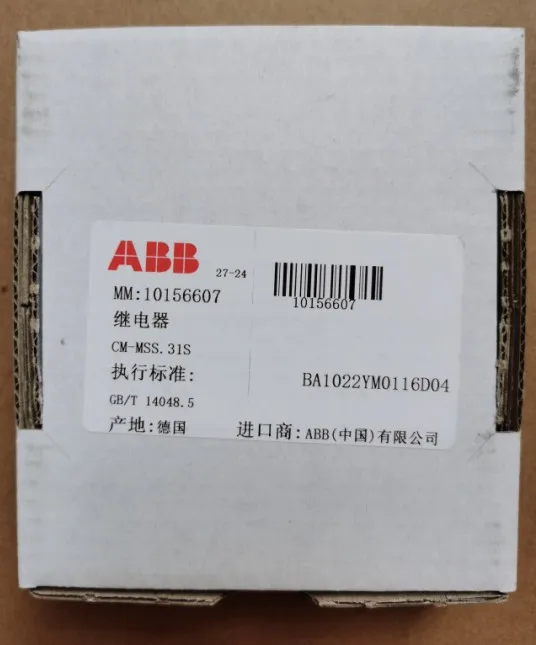 ABB
27-24
MM:10156607
10156607
继电器
CM-MSS.31S
执行标准:
BA1022YM0116D04
GB/T 14048.5
产地:德国
进口商:ABB(中国)有限公司